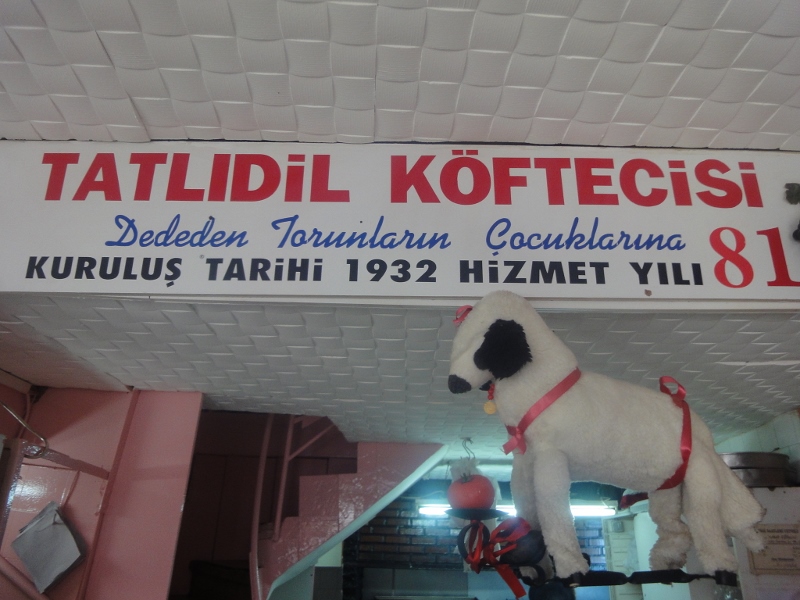 TATLIDiL KÖFTECiSi
Dededen Torunların Çocuklarına
KURULUŞ TARiHi 1932 HiZMET YILI 81